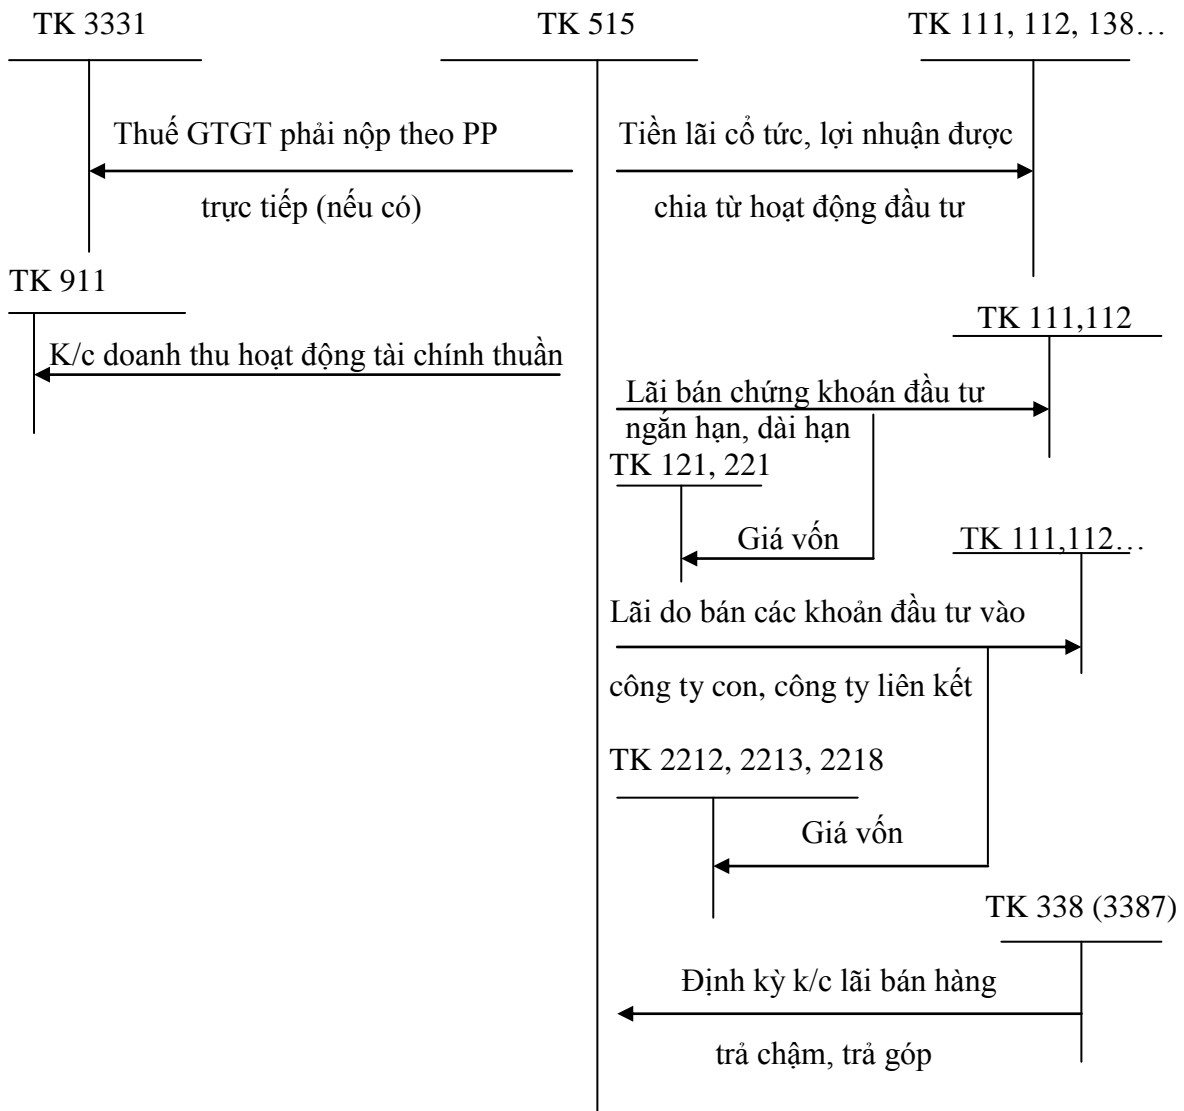 TK 3331
TK 515
TK 111, 112, 138…
Thuế GTGT phải nộp theo PP
trực tiếp (nếu có)
Tiền lãi cổ tức, lợi nhuận được
chia từ hoạt động đầu tư
TK 911
K/c doanh thu hoạt động tài chính thuần
TK 111,112
Lãi bán chứng khoán đầu tư
ngắn hạn, dài hạn
TK 121, 221
Giá vốn
TK 111,112…
Lãi do bán các khoản đầu tư vào
công ty con, công ty liên kết
TK 2212, 2213, 2218
Giá vốn
TK 338 (3387)
Định kỳ k/c lãi bán hàng
trả chậm, trả góp